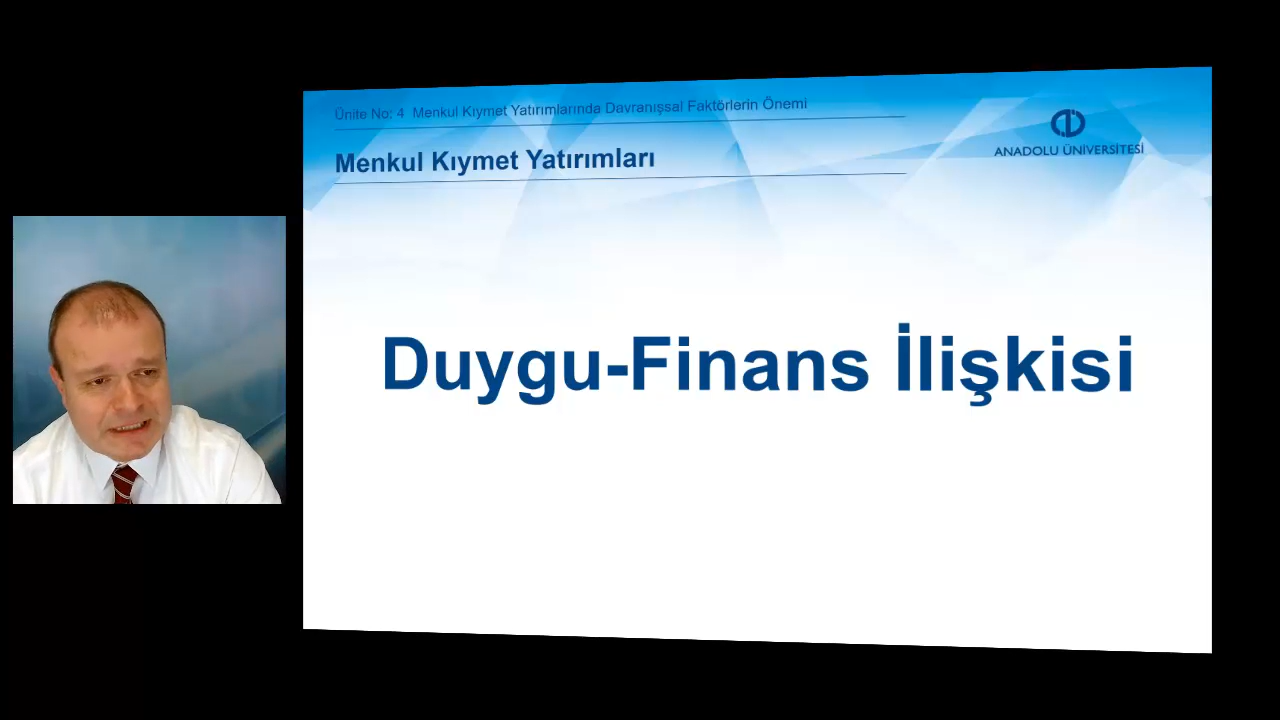 Ünite No: 4 Menkul Kıymet Yatırımlarında Davranışsal Faktörlerin Önemi
Menkul Kıymet Yatırımları
ANADOLU ÜNİVERSİTESİ
Duygu-Finans İlişkisi